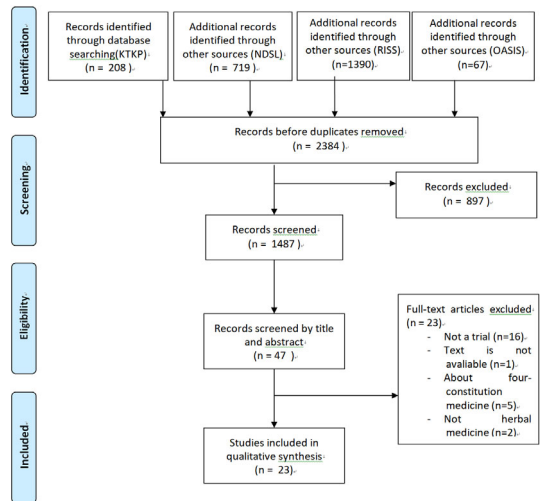 Identification
Records identified
through database
searching(KTKP)
(n = 208 )
Additional records
identified through
other sources (NDSL)
(n = 719 )
Additional records
identified through
other sources (RISS)
(n=1390)
Additional records
identified through
other sources (OASIS)
(n=67)
Records before duplicates removed
(n = 2384 )
Screening
Records excluded
(n = 897 )
Records screened
(n = 1487 )
Eligibility
Records screened by title
and abstract
(n = 47 )
Full-text articles excluded
(n = 23)
- Not a trial (n=16)
- Text is not
avaliable (n=1)
- About four-
constitution
medicine (n=5)
- Not herbal
medicine (n=2)
Included
Studies included in
qualitative synthesis
(n = 23)